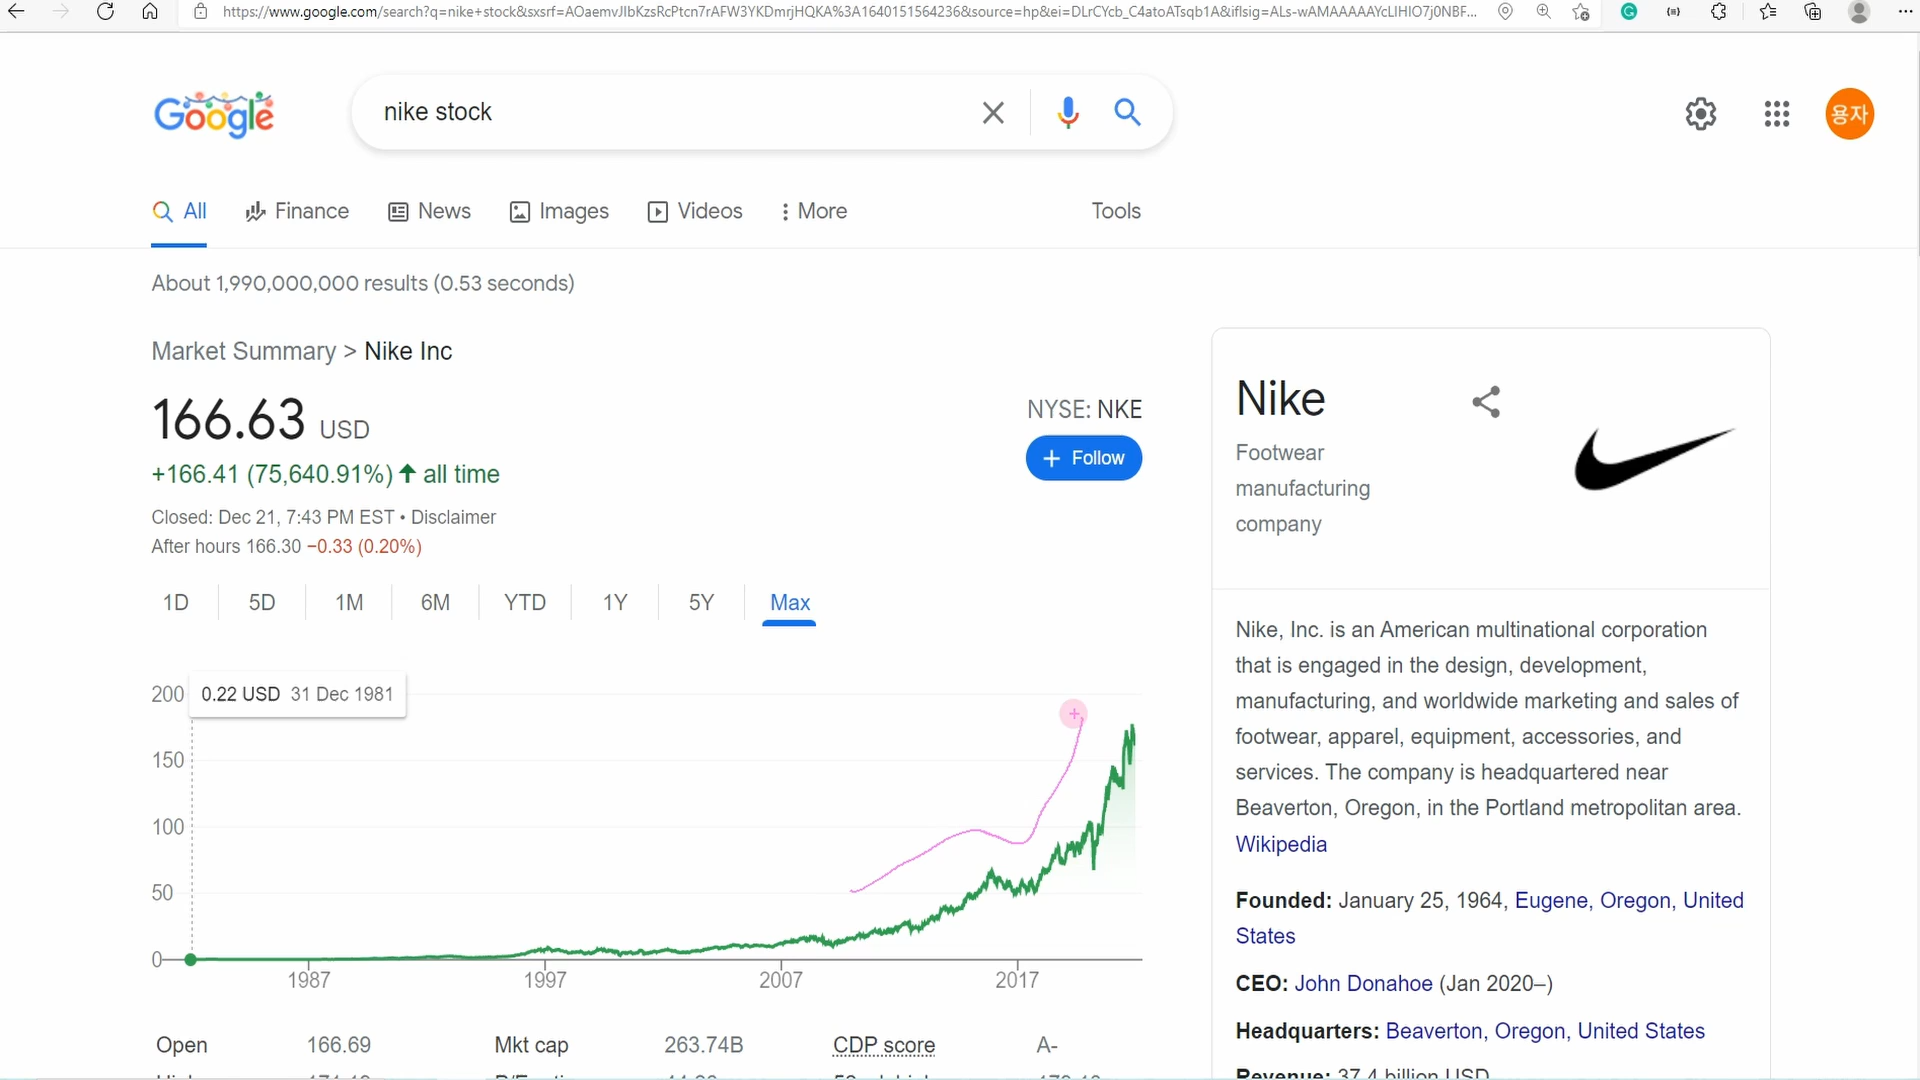 https://www.google.com/search?q=nike+stock&sxsrf=AOaemvJIbKzsRcPtcn7rAFW3YKDmrjHQKA%3A1640151564236&source=hp&ei=DLrCYcb_C4atoATsqb1A&iflsig=ALs-wAMAAAAAYcLIHIO7j0NBF...
Google
nike stock
용자
All Finance News Images Videos More Tools
About 1,990,000,000 results (0.53 seconds)
Market Summary > Nike Inc
166.63 USD
NYSE: NKE
+166.41 (75,640.91%) ↑ all time
+ Follow
Closed: Dec 21, 7:43 PM EST • Disclaimer
After hours 166.30 −0.33 (0.20%)
1D 5D 1M 6M YTD 1Y 5Y Max
0.22 USD 31 Dec 1981
200
150
100
50
0
1987 1997 2007 2017
Open 166.69 Mkt cap 263.74B CDP score A-
Nike
Footwear
manufacturing
company
Nike, Inc. is an American multinational corporation
that is engaged in the design, development,
manufacturing, and worldwide marketing and sales of
footwear, apparel, equipment, accessories, and
services. The company is headquartered near
Beaverton, Oregon, in the Portland metropolitan area.
Wikipedia
Founded: January 25, 1964, Eugene, Oregon, United
States
CEO: John Donahoe (Jan 2020–)
Headquarters: Beaverton, Oregon, United States
Revenue: 37.4 billion USD